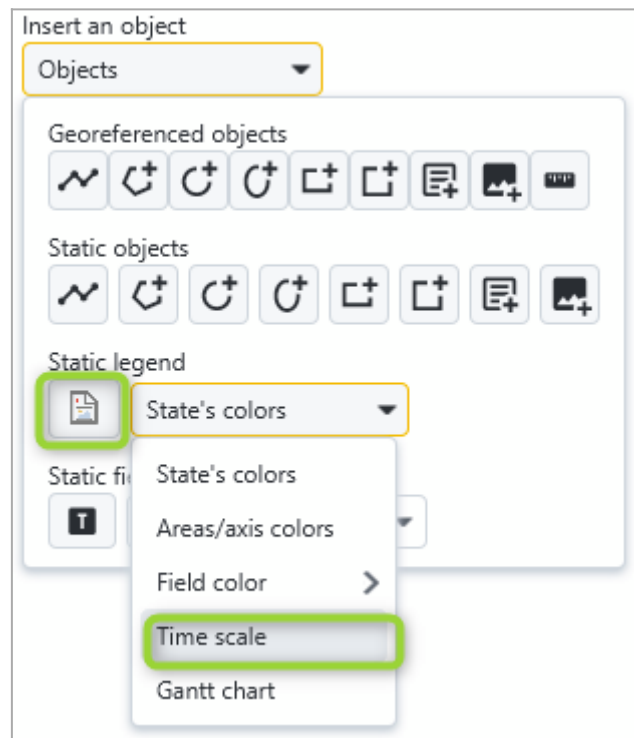 Insert an object
Objects
Georeferenced objects
Static objects
Static legend
State's colors
State's colors
Static
T
Areas/axis colors
Field color
Time scale
Gantt chart